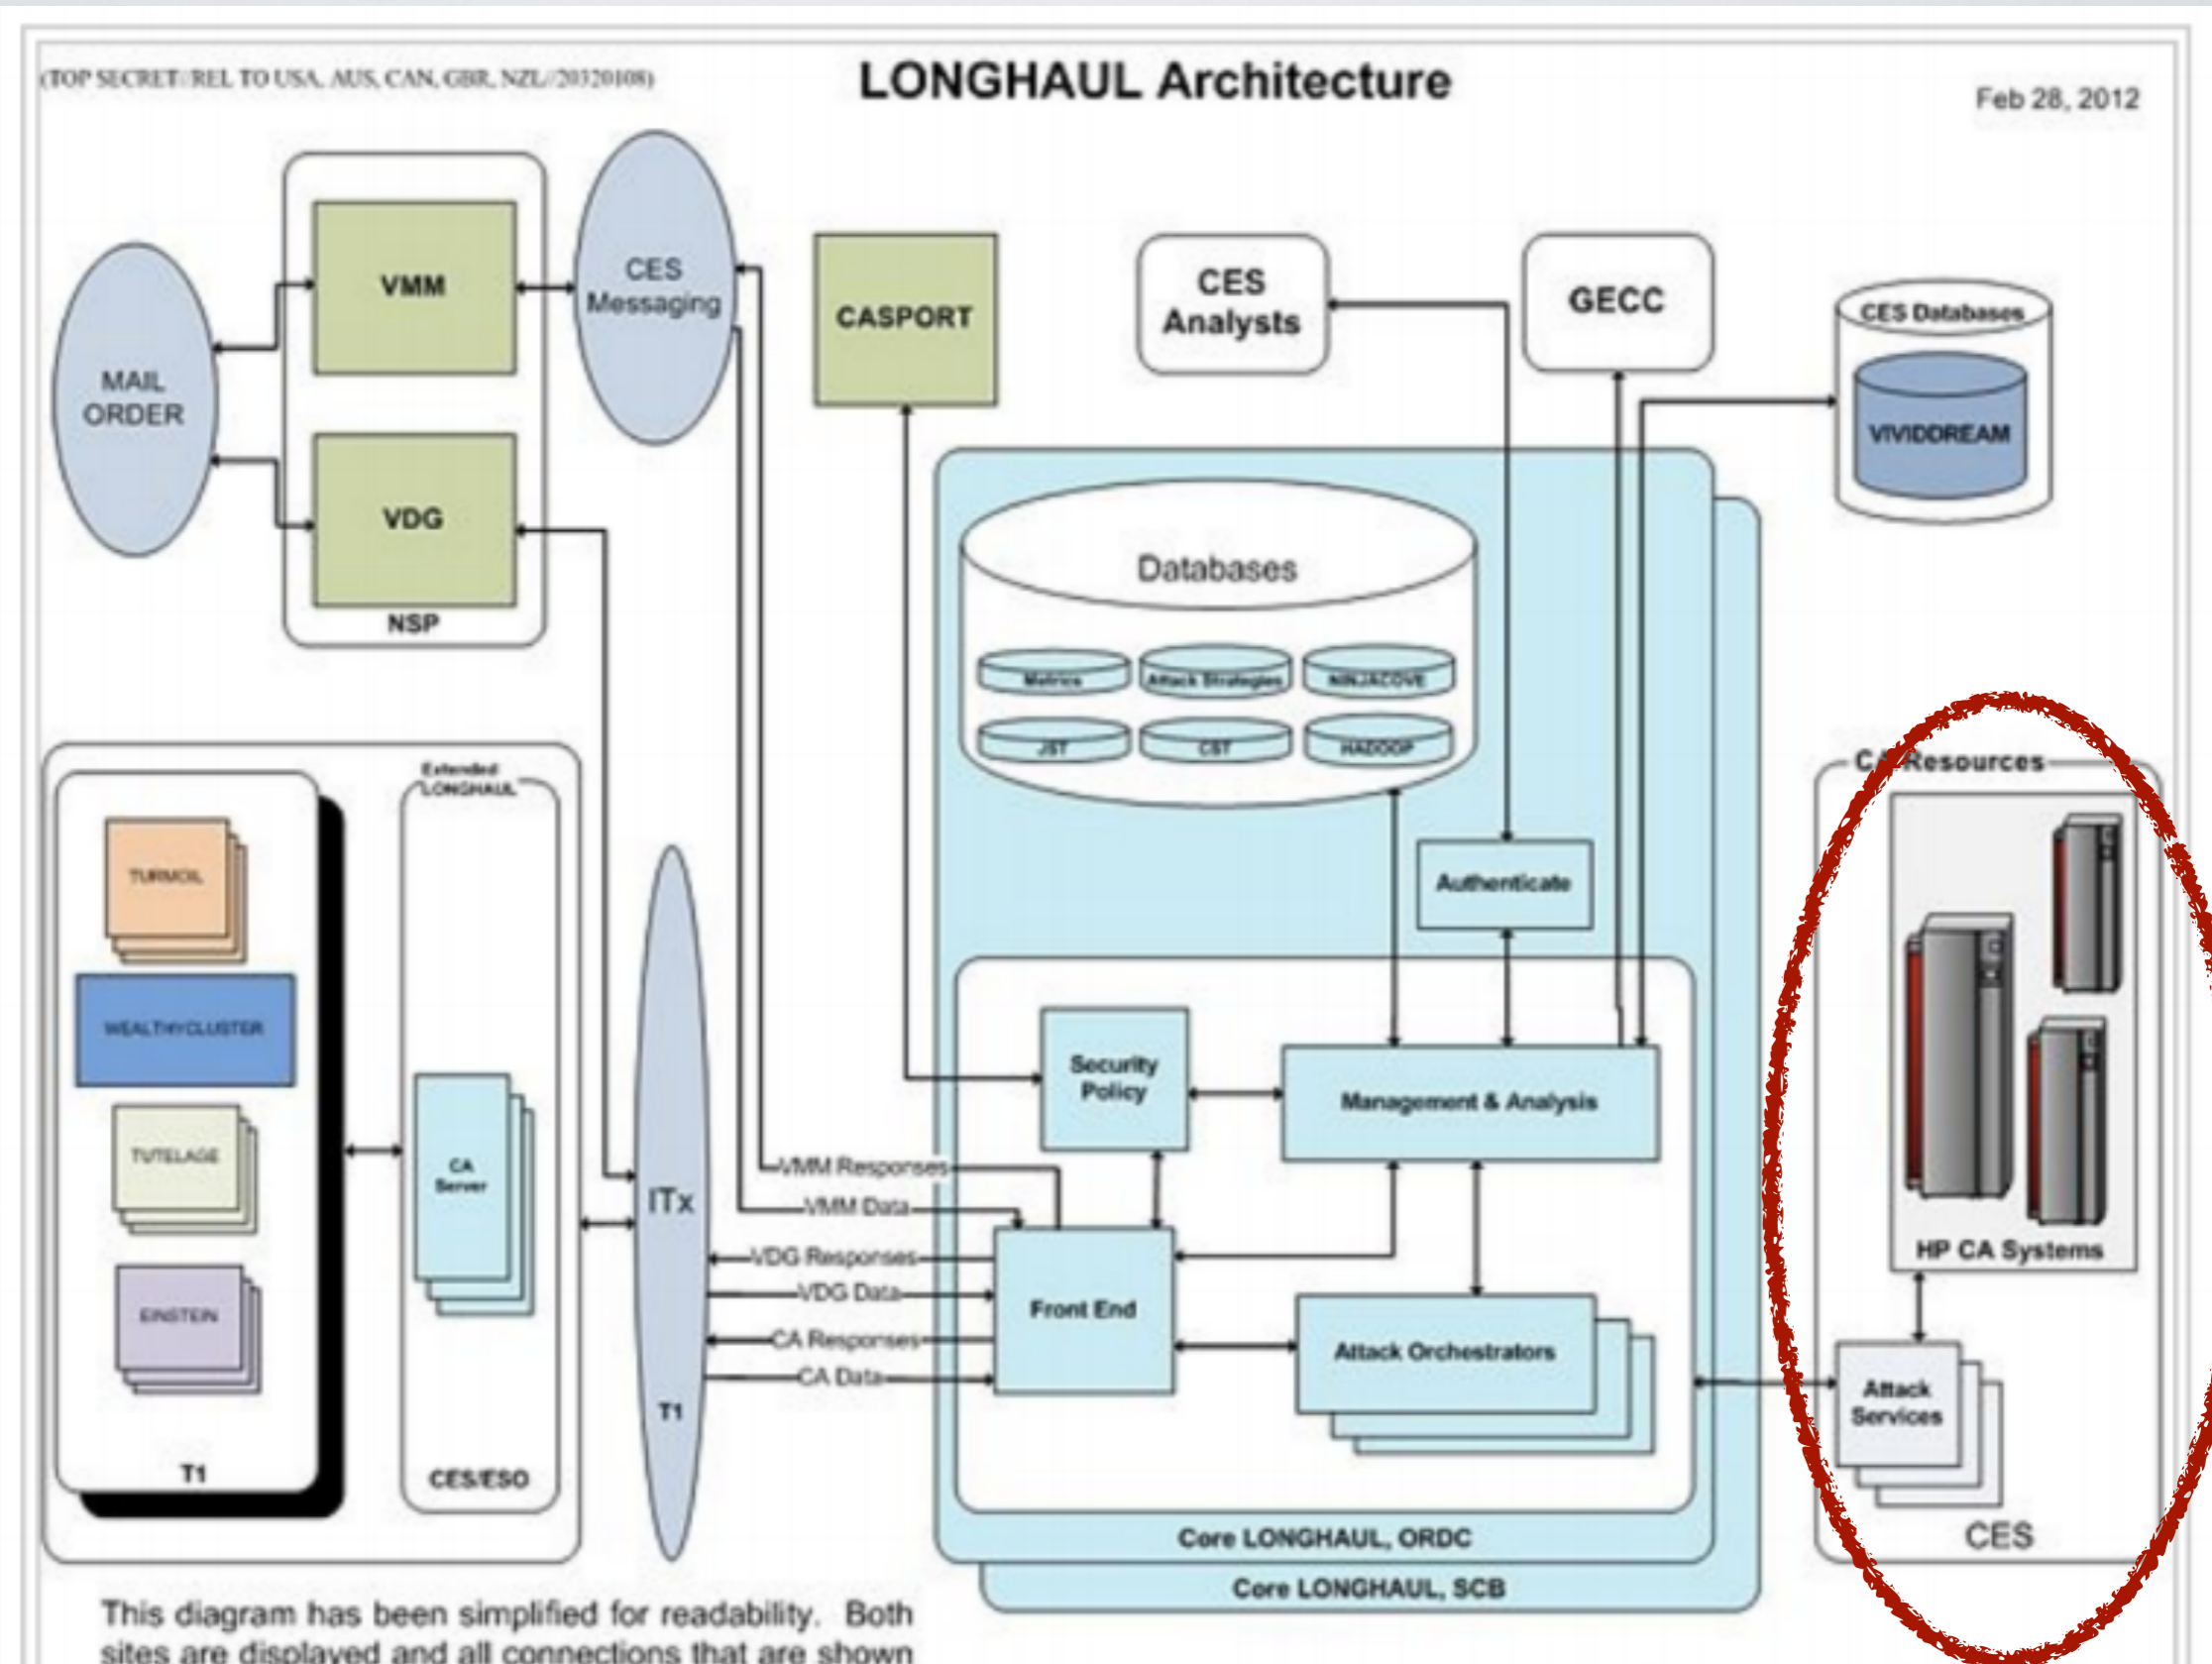 (TOP SECRET//REL TO USA, AUS, CAN, GBR, NZL//20320108)
LONGHAUL Architecture
Feb 28, 2012
MAIL
ORDER
VMM
VDG
NSP
CES
Messaging
CASPORT
CES
Analysts
GECC
CES Databases
VIVIDDREAM
Databases
Metrics
Attack Strategies
NINJACOVE
JST
CST
HADOOP
Authenticate
Security
Policy
Management & Analysis
Front End
Attack Orchestrators
Core LONGHAUL, ORDC
Core LONGHAUL, SCB
VMM Responses
VMM Data
VDG Responses
VDG Data
CA Responses
CA Data
ITx
T1
Extended
LONGHAUL
TURMOIL
WEALTHYCLUSTER
TUTELAGE
EINSTEIN
T1
CA
Server
CES/ESO
CA Resources
HP CA Systems
Attack
Services
CES
This diagram has been simplified for readability. Both
sites are displayed and all connections that are shown